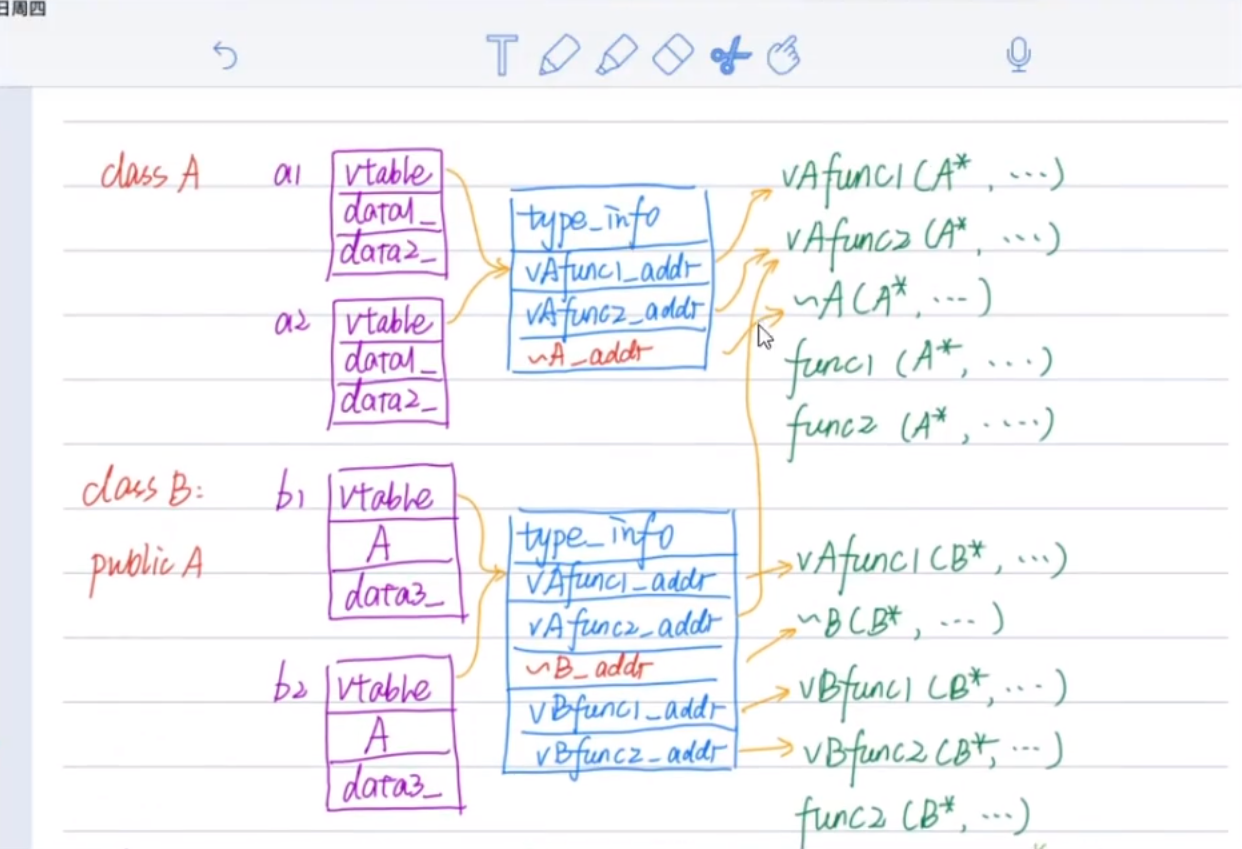 日周四
T
class A
a1
vtable
data1_
data2_
a2
vtable
data1_
data2_
type_info
vAfunc1_addr
vAfunc2_addr
~A_addr
vAfunc1 (A*, ...)
vAfunc2 (A*, ...)
~A (A*, ...)
func1 (A*, ...)
func2 (A*, ....)
class B:
public A
b1
vtable
A
data3_
b2
vtable
A
data3_
type_info
vAfunc1_addr
vAfunc2_addr
~B_addr
vBfunc1_addr
vBfunc2_addr
vAfunc1 (B*, ...)
~B (B*, ...)
vBfunc1 (B*, ...)
vBfunc2 (B*, ...)
func2 (B*, ...)